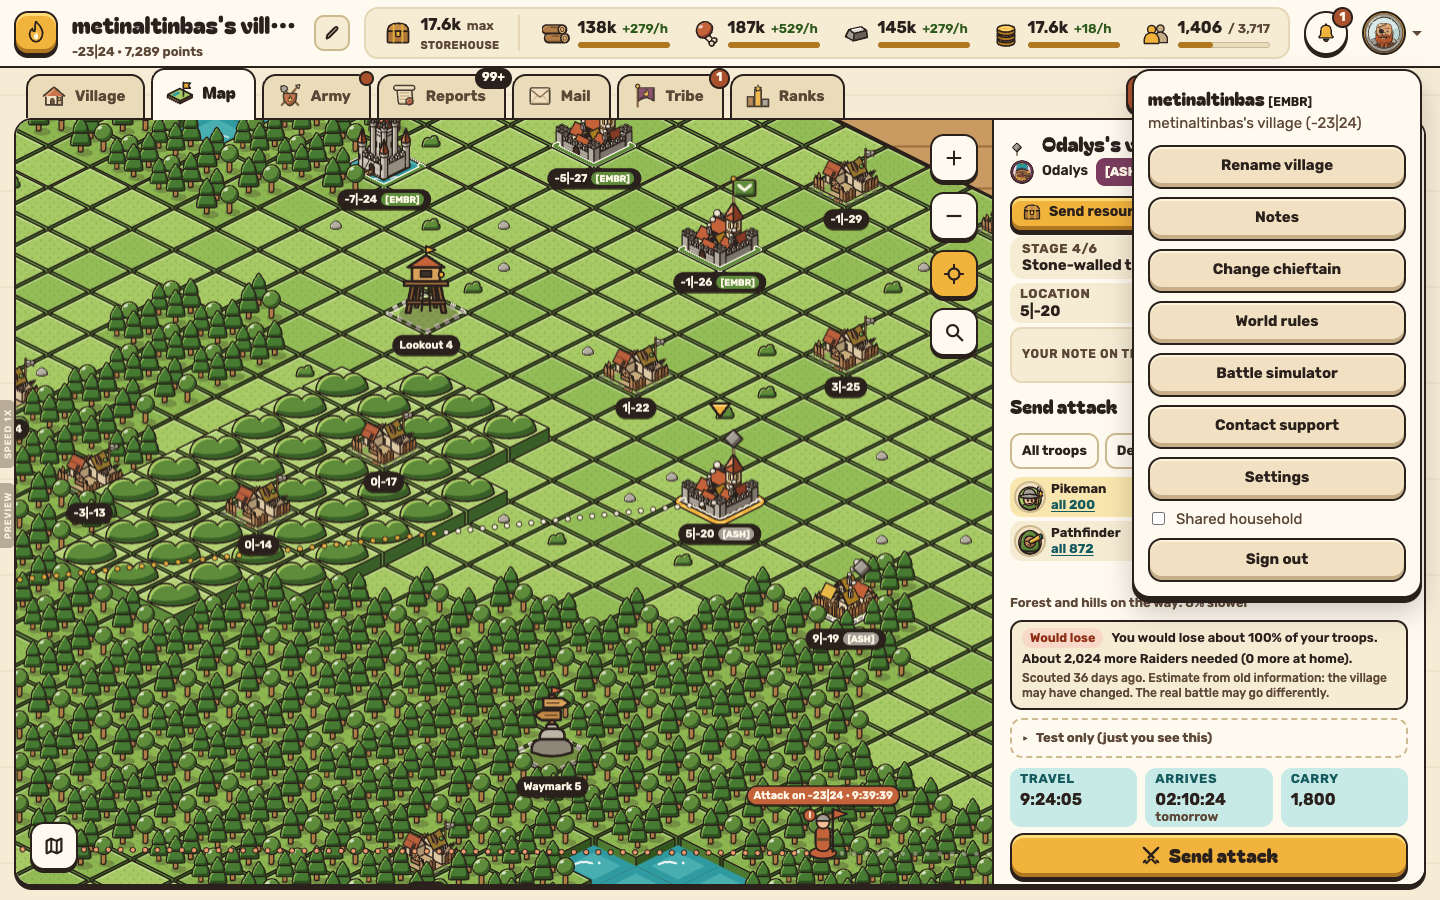 metinaltinbas's vill···
-23|24 · 7,289 points
17.6k max
STOREHOUSE
138k +279/h
187k +529/h
145k +279/h
17.6k +18/h
1,406 / 3,717
1
Village
Map
Army
Reports
99+
Mail
Tribe
1
Ranks
metinaltinbas [EMBR]
metinaltinbas's village (-23|24)
Rename village
Notes
Change chieftain
World rules
Battle simulator
Contact support
Settings
Shared household
Sign out
SPEED 1X
PREVIEW
-7|-24 [EMBR]
-5|-27 [EMBR]
-1|-29
-1|-26 [EMBR]
Lookout 4
1|-22
3|-25
4
0|-17
-3|-13
0|-14
5|-20 [ASH]
9|-19 [ASH]
Waymark 5
Attack on -23|24 · 9:39:39
!
Odalys's v
Odalys [ASH
Send resour
STAGE 4/6
Stone-walled t
LOCATION
5|-20
YOUR NOTE ON T
Send attack
All troops
De
Pikeman
all 200
Pathfinder
all 872
Forest and hills on the way: 8% slower
Would lose You would lose about 100% of your troops.
About 2,024 more Raiders needed (0 more at home).
Scouted 36 days ago. Estimate from old information: the village
may have changed. The real battle may go differently.
Test only (just you see this)
TRAVEL
9:24:05
ARRIVES
02:10:24
tomorrow
CARRY
1,800
Send attack